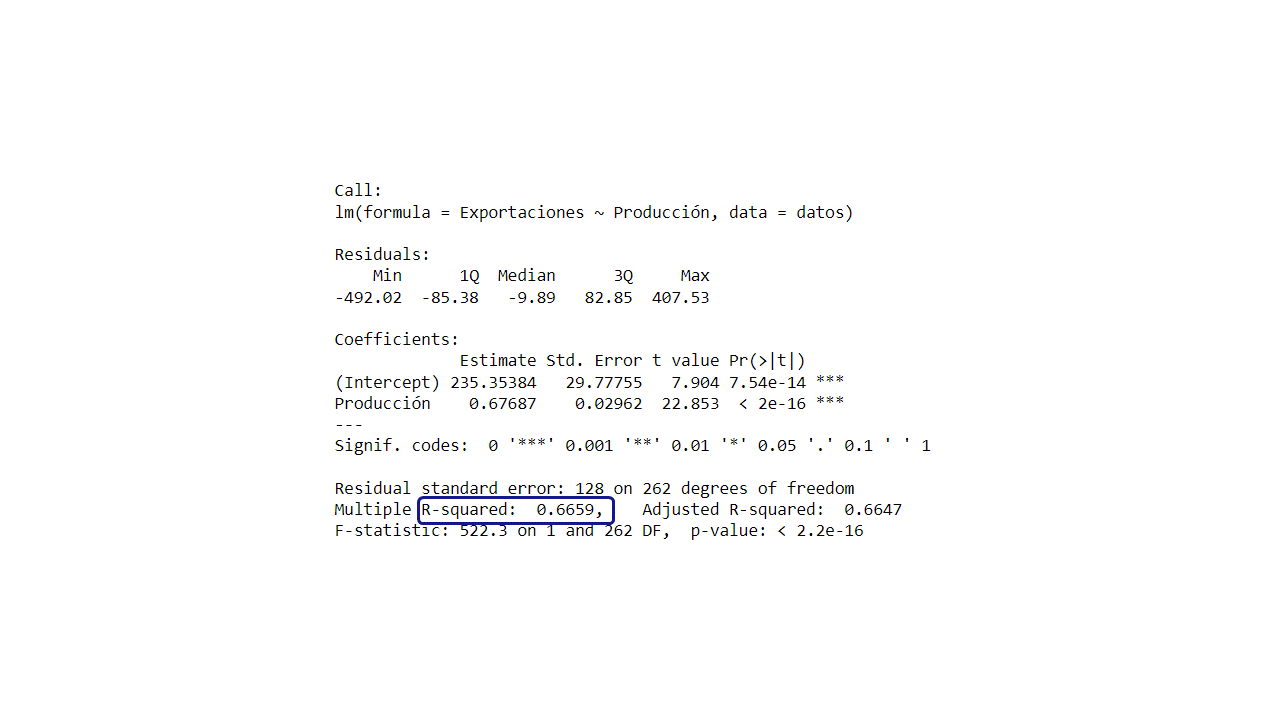 Call:
lm(formula = Exportaciones ~ Producción, data = datos)
Residuals:
Min 1Q Median 3Q Max
-492.02 -85.38 -9.89 82.85 407.53
Coefficients:
Estimate Std. Error t value Pr(>|t|)
(Intercept) 235.35384 29.77755 7.904 7.54e-14 ***
Producción 0.67687 0.02962 22.853 < 2e-16 ***
---
Signif. codes: 0 '***' 0.001 '**' 0.01 '*' 0.05 '.' 0.1 ' ' 1
Residual standard error: 128 on 262 degrees of freedom
Multiple R-squared: 0.6659, Adjusted R-squared: 0.6647
F-statistic: 522.3 on 1 and 262 DF, p-value: < 2.2e-16